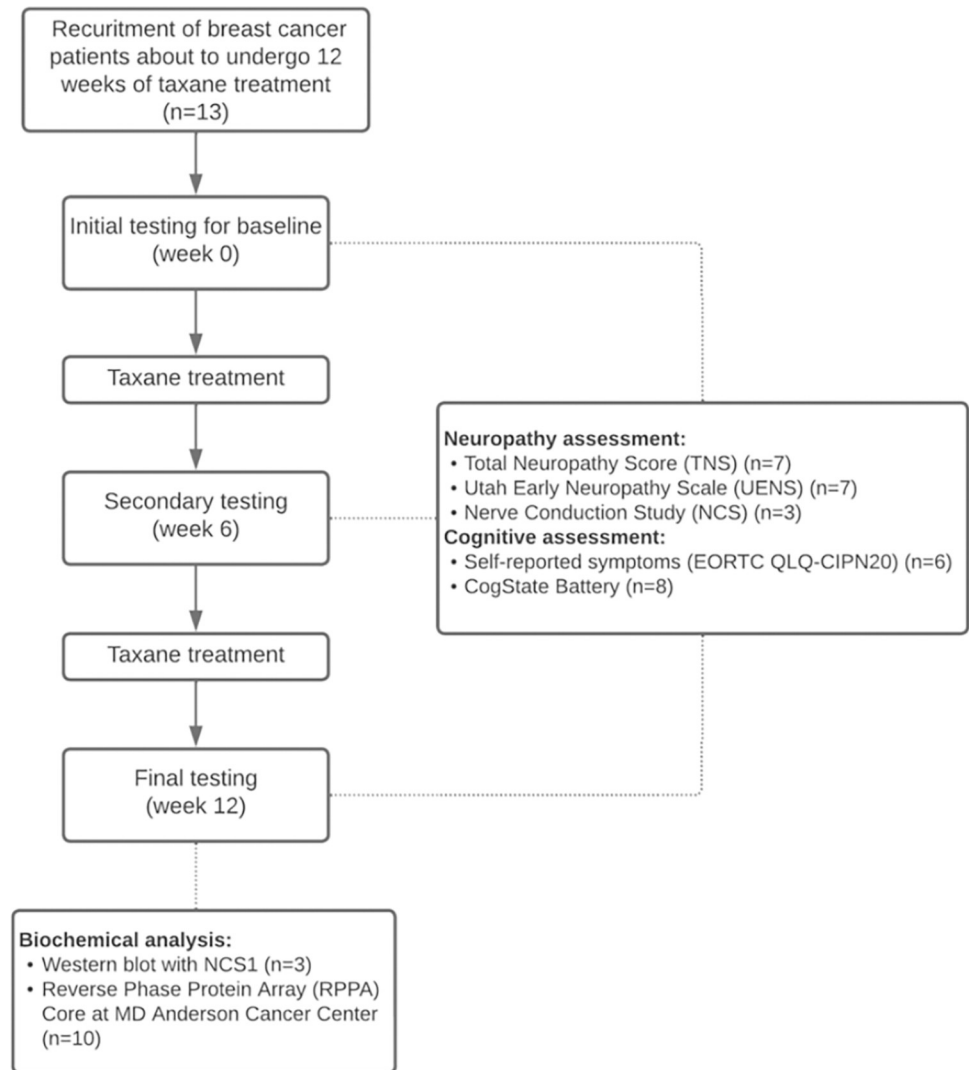 Recuritment of breast cancer
patients about to undergo 12
weeks of taxane treatment
(n=13)
Initial testing for baseline
(week 0)
Taxane treatment
Secondary testing
(week 6)
Neuropathy assessment:
• Total Neuropathy Score (TNS) (n=7)
• Utah Early Neuropathy Scale (UENS) (n=7)
• Nerve Conduction Study (NCS) (n=3)
Cognitive assessment:
• Self-reported symptoms (EORTC QLQ-CIPN20) (n=6)
• CogState Battery (n=8)
Taxane treatment
Final testing
(week 12)
Biochemical analysis:
• Western blot with NCS1 (n=3)
• Reverse Phase Protein Array (RPPA)
Core at MD Anderson Cancer Center
(n=10)